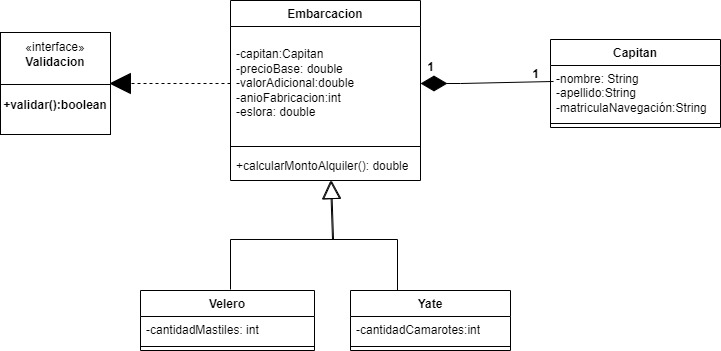 Embarcacion
-capitan:Capitan
-precioBase: double
-valorAdicional:double
-anioFabricacion:int
-eslora: double
+calcularMontoAlquiler(): double
«interface»
Validacion
+validar():boolean
1
1
Capitan
-nombre: String
-apellido:String
-matriculaNavegación:String
Velero
-cantidadMastiles: int
Yate
-cantidadCamarotes:int